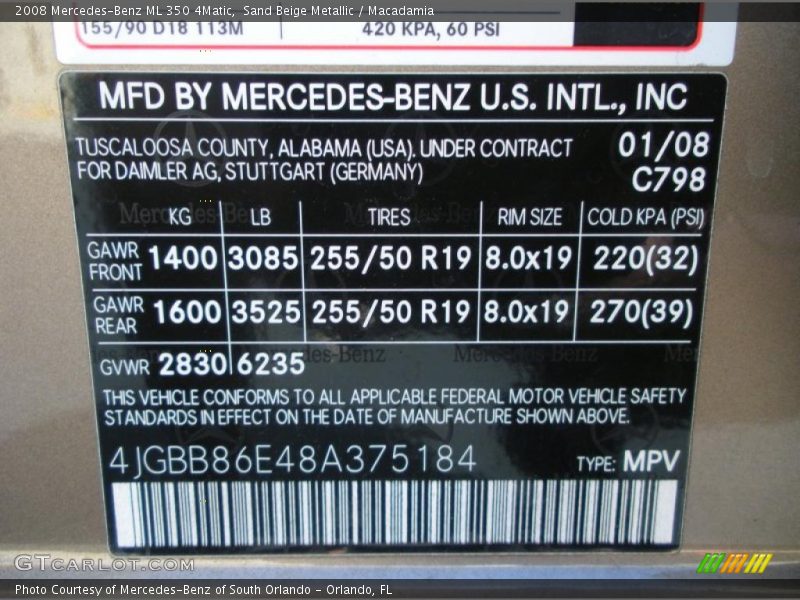 2008 Mercedes-Benz ML 350 4Matic, Sand Beige Metallic / Macadamia
155/90 D18 113M 420 KPA, 60 PSI
MFD BY MERCEDES-BENZ U.S. INTL., INC
TUSCALOOSA COUNTY, ALABAMA (USA). UNDER CONTRACT 01/08
FOR DAIMLER AG, STUTTGART (GERMANY) C798
KG LB TIRES RIM SIZE COLD KPA (PSI)
GAWR FRONT 1400 3085 255/50 R19 8.0x19 220(32)
GAWR REAR 1600 3525 255/50 R19 8.0x19 270(39)
GVWR 2830 6235
THIS VEHICLE CONFORMS TO ALL APPLICABLE FEDERAL MOTOR VEHICLE SAFETY
STANDARDS IN EFFECT ON THE DATE OF MANUFACTURE SHOWN ABOVE.
4JGBB86E48A375184 TYPE: MPV
GTCARLOT.COM
Photo Courtesy of Mercedes-Benz of South Orlando - Orlando, FL